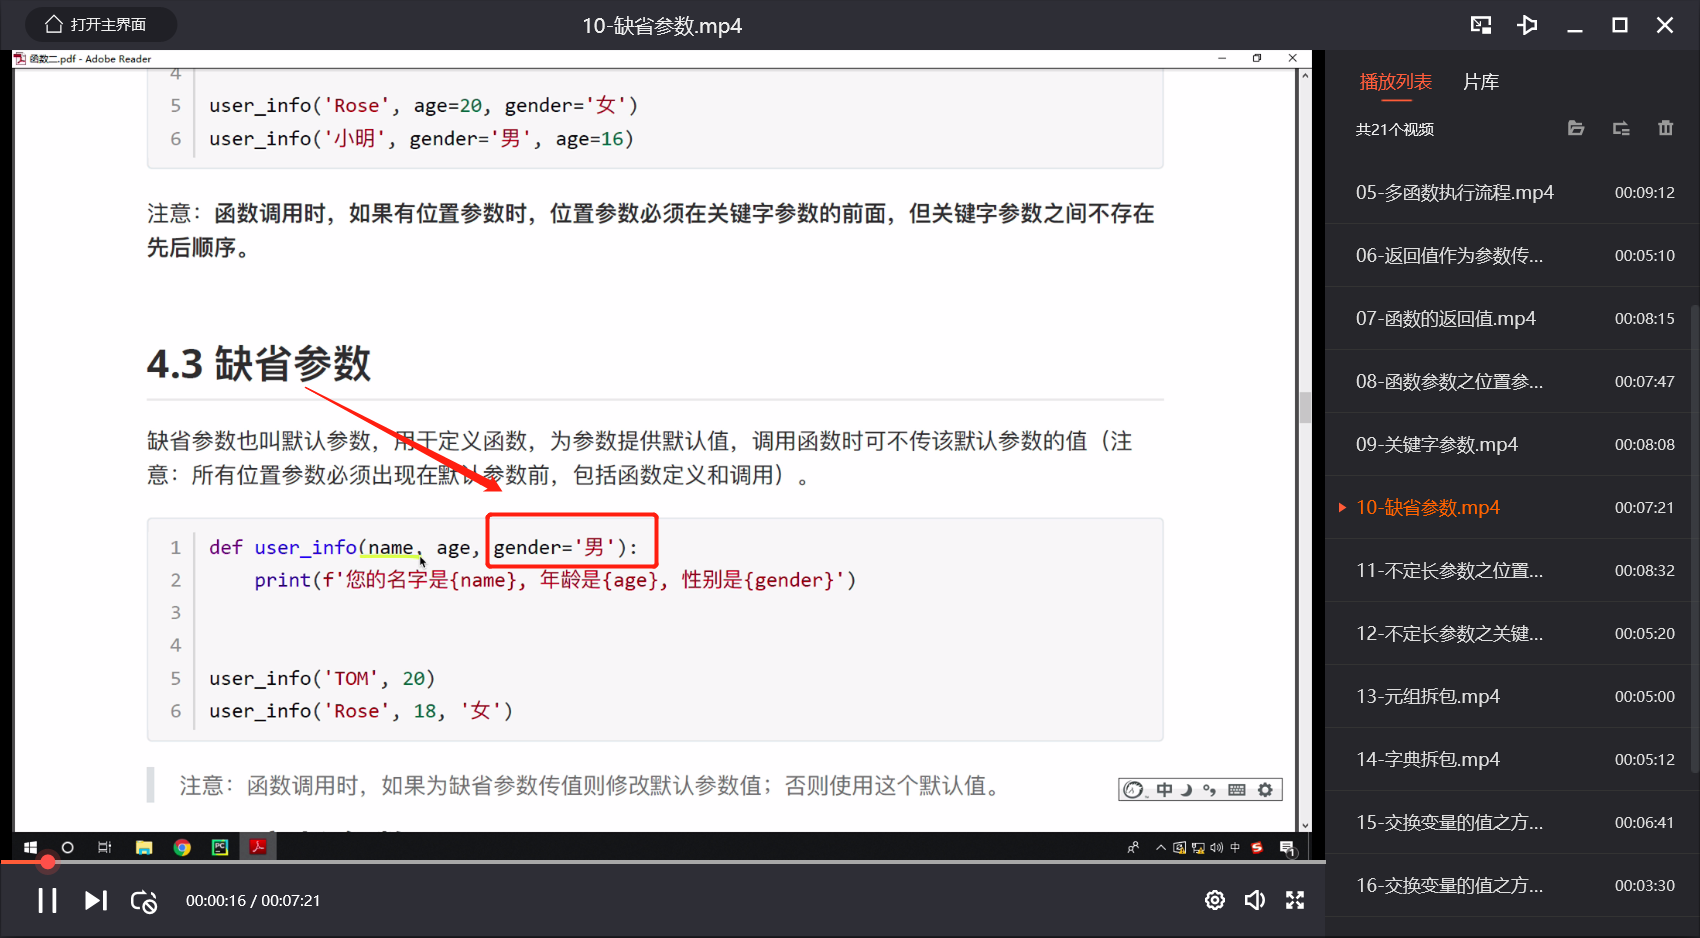 打开主界面
10-缺省参数.mp4
函数二.pdf - Adobe Reader
4
5 user_info('Rose', age=20, gender='女')
6 user_info('小明', gender='男', age=16)
注意：函数调用时，如果有位置参数时，位置参数必须在关键字参数的前面，但关键字参数之间不存在
先后顺序。
4.3 缺省参数
缺省参数也叫默认参数，用于定义函数，为参数提供默认值，调用函数时可不传该默认参数的值（注
意：所有位置参数必须出现在默认参数前，包括函数定义和调用）。
1 def user_info(name, age, gender='男'):
2 print(f'您的名字是{name}, 年龄是{age}, 性别是{gender}')
3
4
5 user_info('TOM', 20)
6 user_info('Rose', 18, '女')
注意：函数调用时，如果为缺省参数传值则修改默认参数值；否则使用这个默认值。
中
中
1
00:00:16 / 00:07:21
播放列表 片库
共21个视频
05-多函数执行流程.mp4 00:09:12
06-返回值作为参数传... 00:05:10
07-函数的返回值.mp4 00:08:15
08-函数参数之位置参... 00:07:47
09-关键字参数.mp4 00:08:08
10-缺省参数.mp4 00:07:21
11-不定长参数之位置... 00:08:32
12-不定长参数之关键... 00:05:20
13-元组拆包.mp4 00:05:00
14-字典拆包.mp4 00:05:12
15-交换变量的值之方... 00:06:41
16-交换变量的值之方... 00:03:30